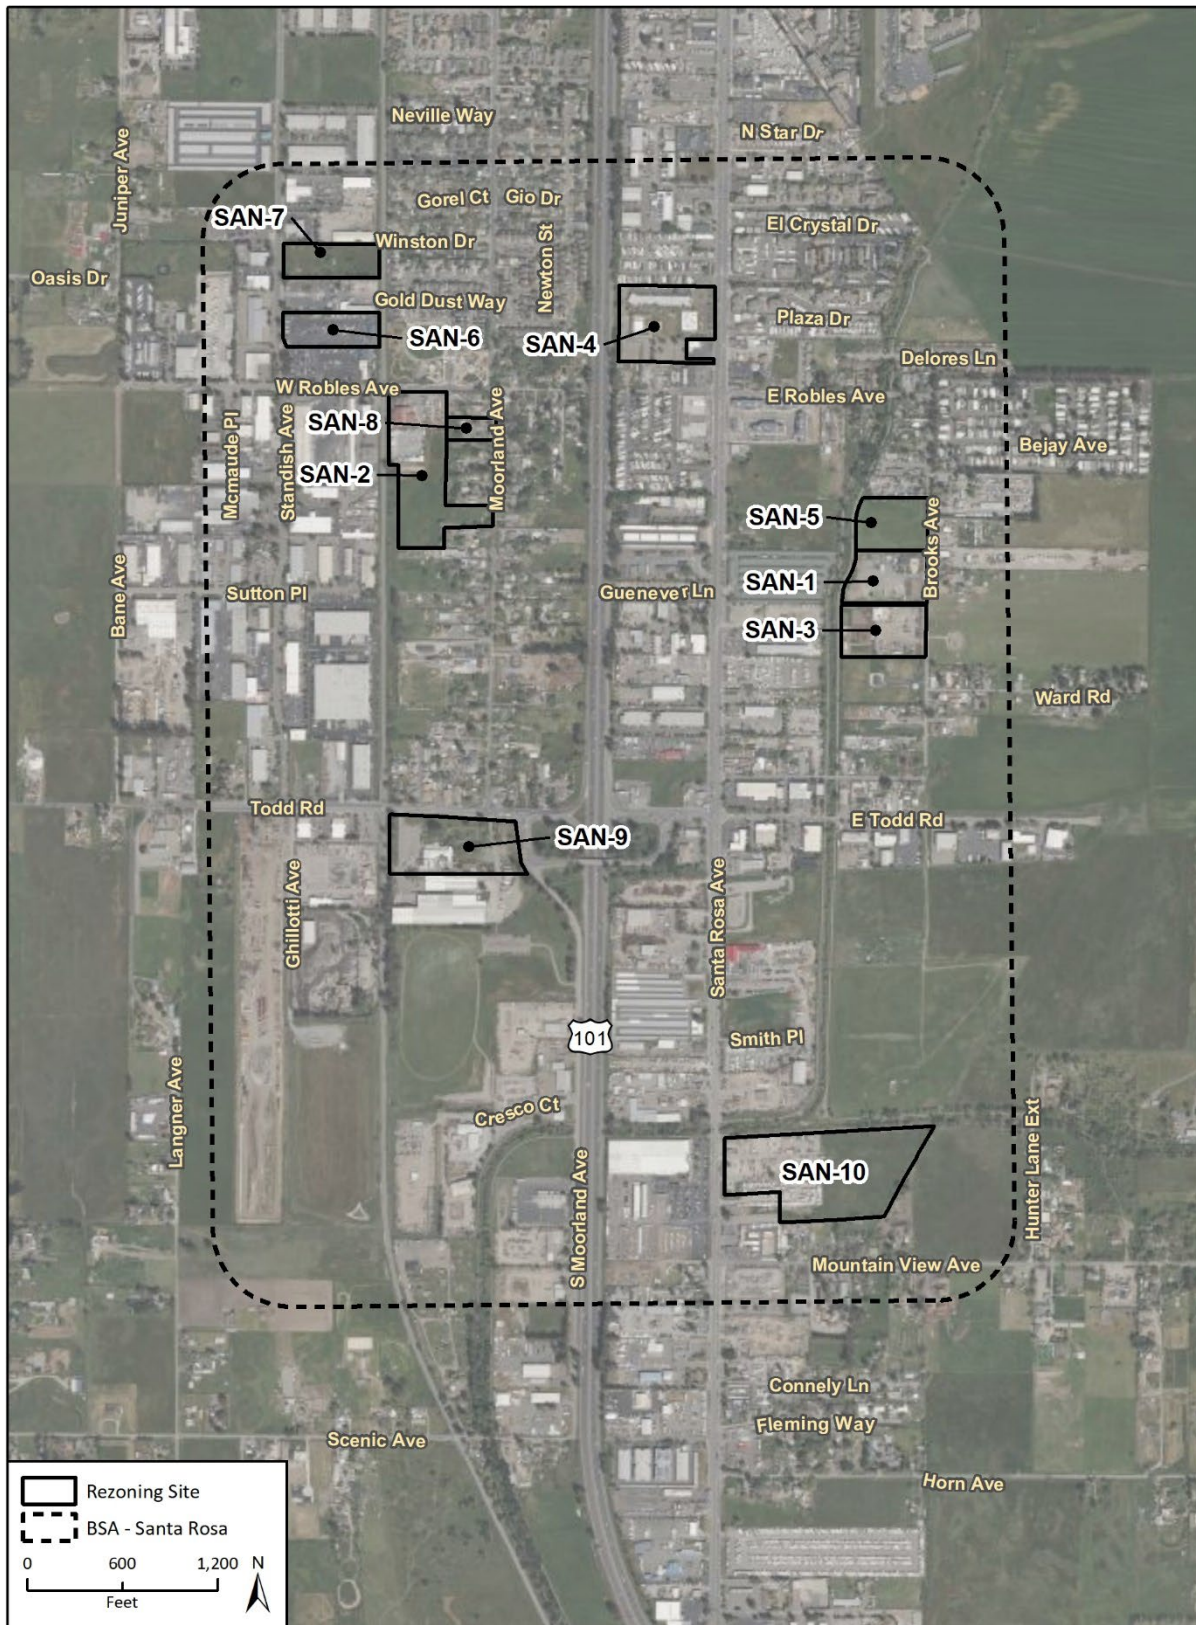 Neville Way
N Star Dr
Juniper Ave
Gorel Ct
Gio Dr
SAN-7
El Crystal Dr
Winston Dr
Newton St
Oasis Dr
Gold Dust Way
Plaza Dr
SAN-6
SAN-4
Delores Ln
W Robles Ave
E Robles Ave
SAN-8
Mcmaude Pl
Standish Ave
Moorland Ave
Bejay Ave
SAN-2
SAN-5
Brooks Ave
SAN-1
Bane Ave
Sutton Pl
Guenever Ln
SAN-3
Ward Rd
Todd Rd
E Todd Rd
SAN-9
Ghillotti Ave
Santa Rosa Ave
101
Smith Pl
Langner Ave
Cresco Ct
Hunter Lane Ext
SAN-10
S Moorland Ave
Mountain View Ave
Connely Ln
Fleming Way
Scenic Ave
Horn Ave
Rezoning Site
BSA - Santa Rosa
0 600 1,200
Feet
N